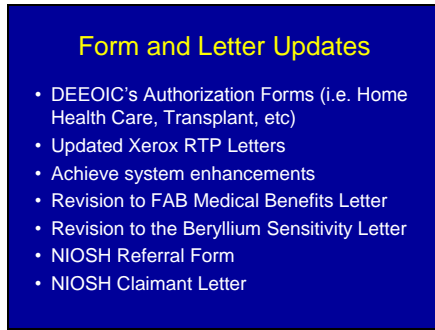 Form and Letter Updates
• DEEOIC's Authorization Forms (i.e. Home
Health Care, Transplant, etc)
• Updated Xerox RTP Letters
• Achieve system enhancements
• Revision to FAB Medical Benefits Letter
• Revision to the Beryllium Sensitivity Letter
• NIOSH Referral Form
• NIOSH Claimant Letter